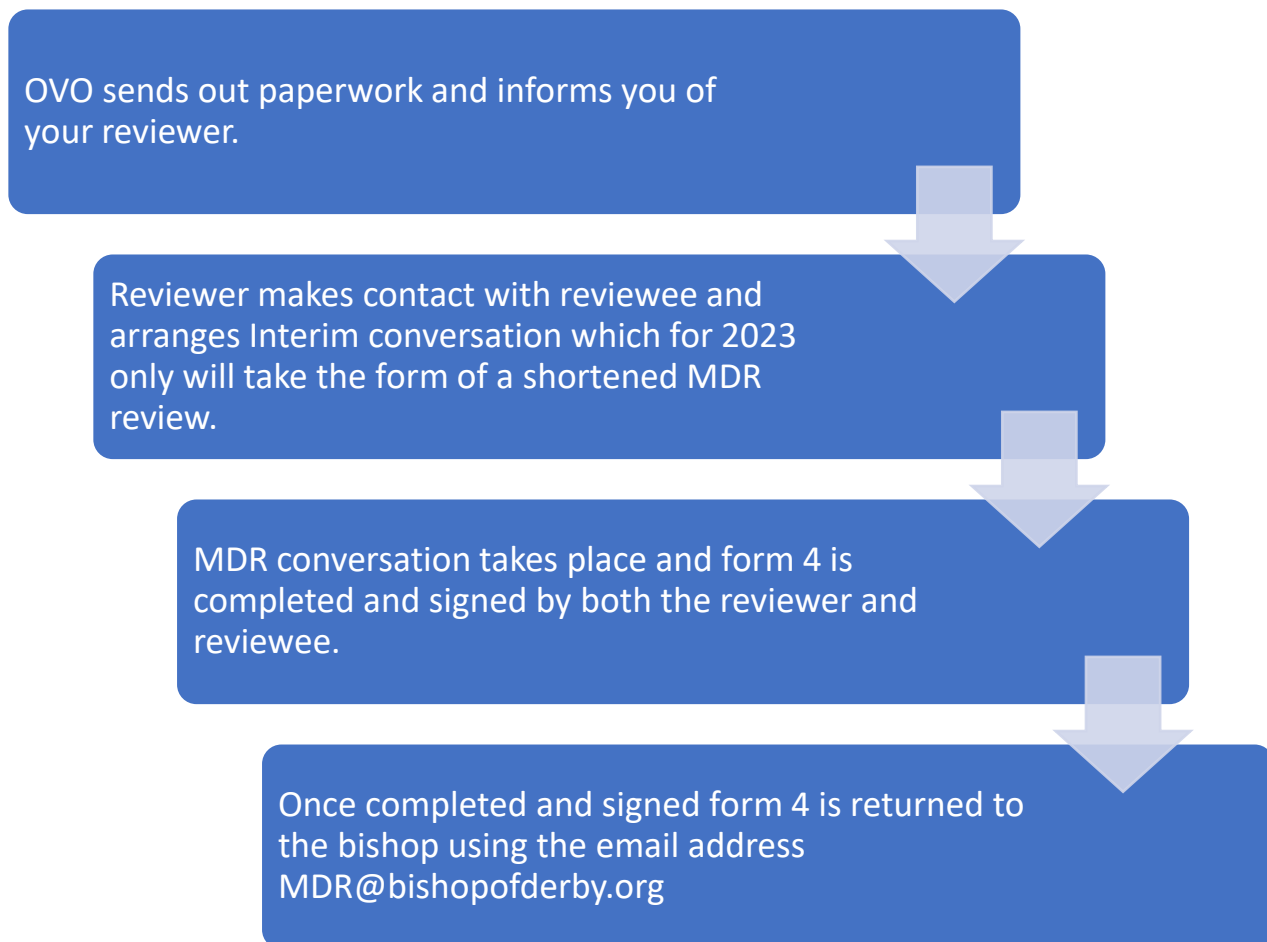 OVO sends out paperwork and informs you of
your reviewer.
Reviewer makes contact with reviewee and
arranges Interim conversation which for 2023
only will take the form of a shortened MDR
review.
MDR conversation takes place and form 4 is
completed and signed by both the reviewer and
reviewee.
Once completed and signed form 4 is returned to
the bishop using the email address
MDR@bishopofderby.org